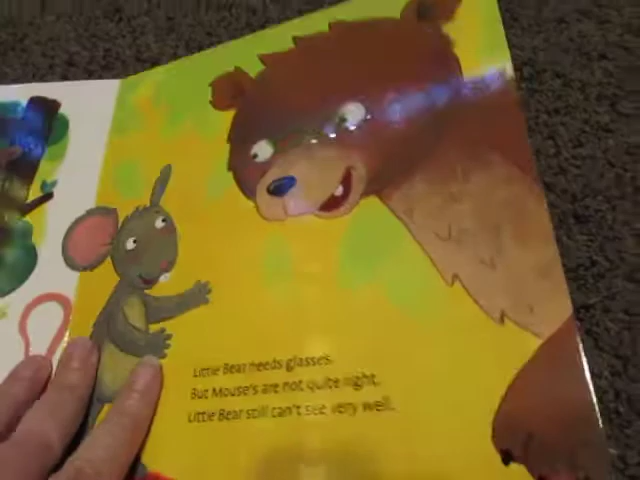 Little Bear needs glasses.
But Mouse's are not quite right.
Little Bear still can't see very well.